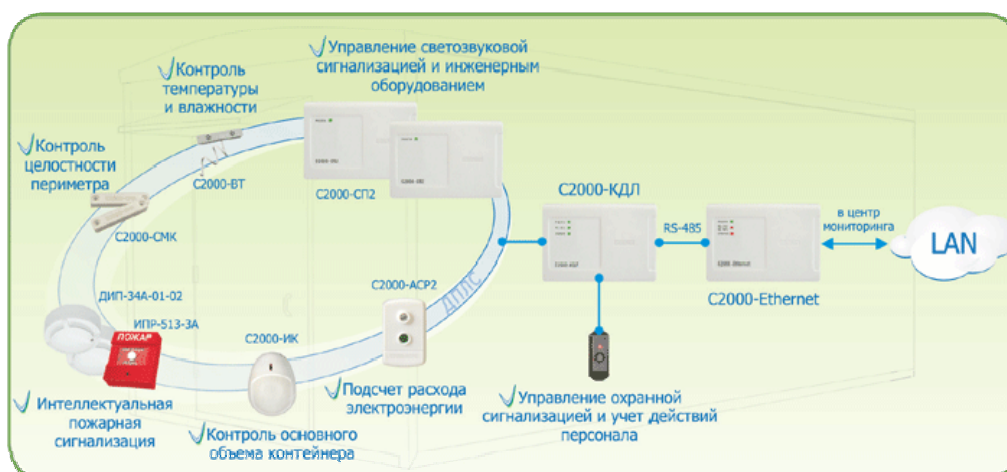 Управление светозвуковой
сигнализацией и инженерным
оборудованием
Контроль
температуры
и влажности
Контроль
целостности
периметра
С2000-ВТ
С2000-СП2
С2000-СМК
С2000-КДЛ
RS-485
в центр
мониторинга
LAN
С2000-Ethernet
ДПЛС
С2000-АСР2
ДИП-34А-01-02
ИПР-513-3А
ПОЖАР
С2000-ИК
Подсчет расхода
электроэнергии
Управление охранной
сигнализацией и учет действий
персонала
Интеллектуальная
пожарная
сигнализация
Контроль основного
объема контейнера